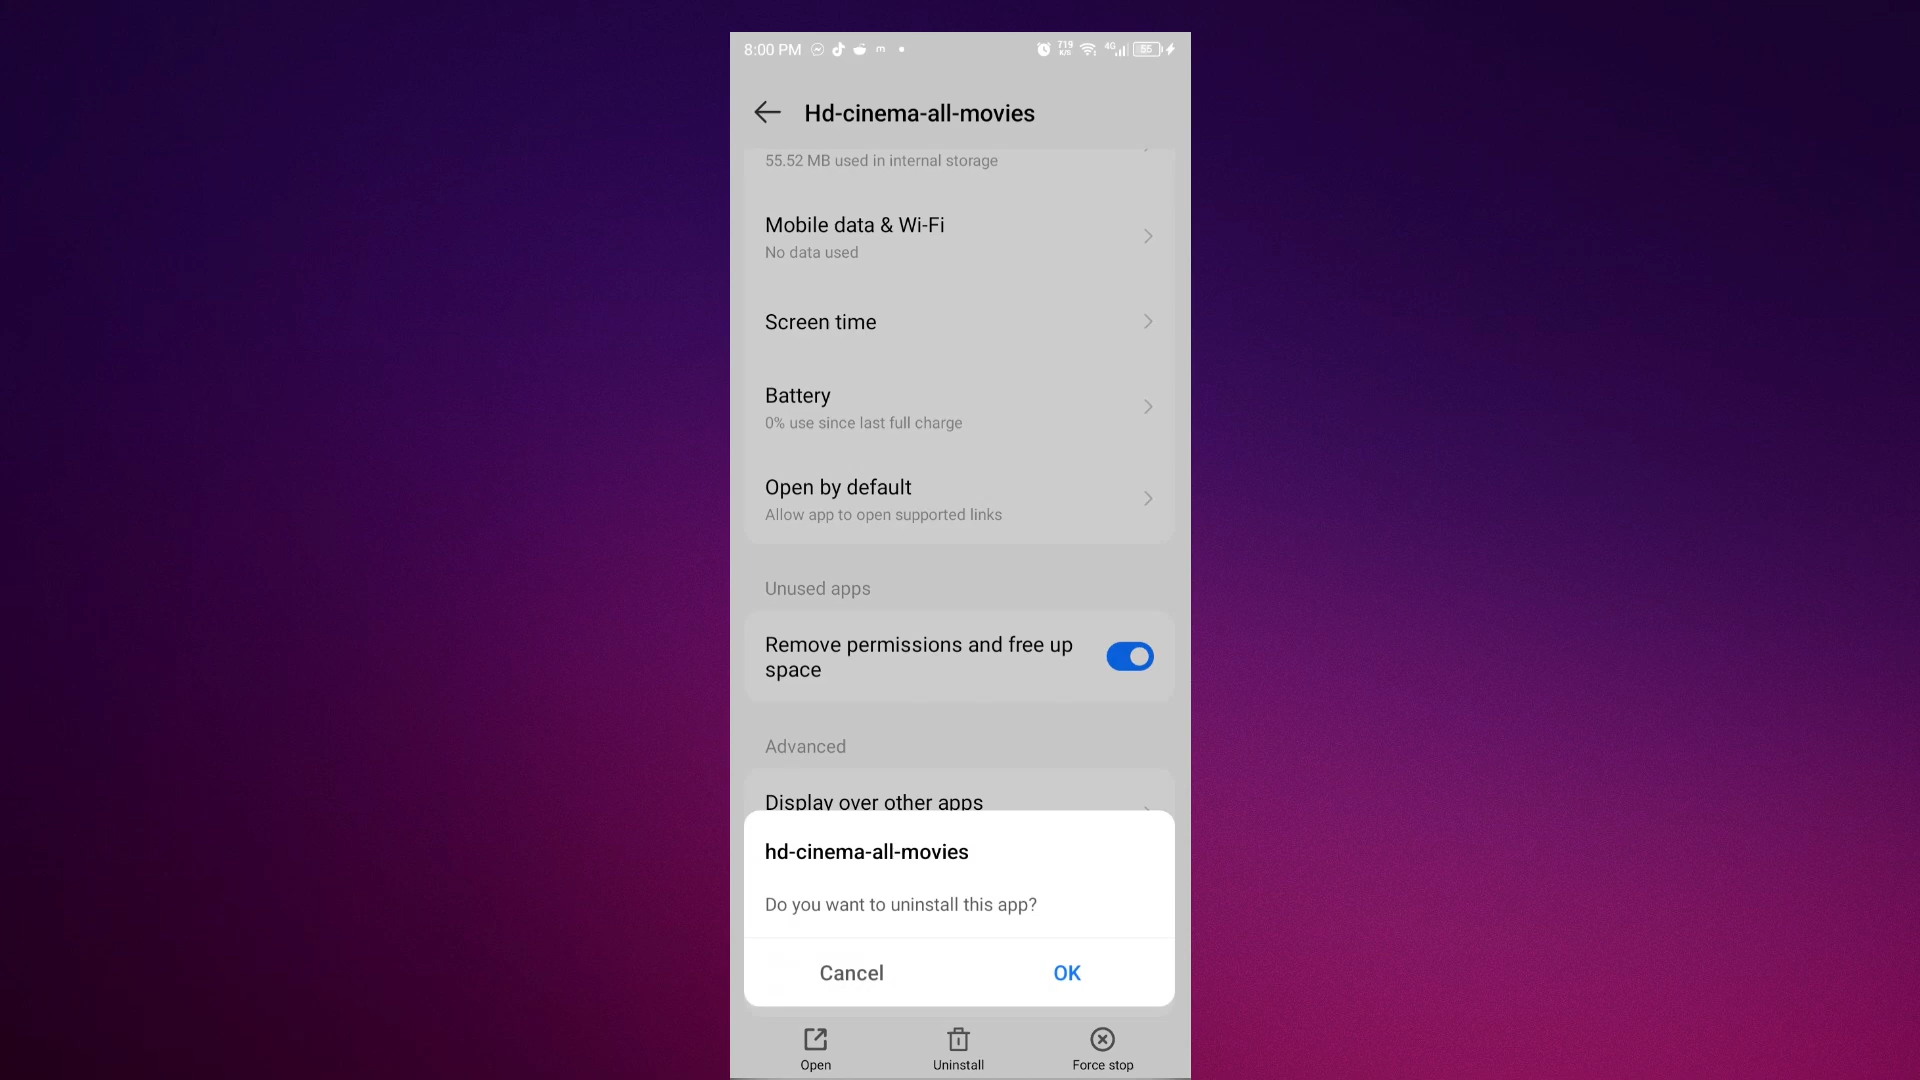 8:00 PM
719 K/S 4G 55
Hd-cinema-all-movies
55.52 MB used in internal storage
Mobile data & Wi-Fi
No data used
Screen time
Battery
0% use since last full charge
Open by default
Allow app to open supported links
Unused apps
Remove permissions and free up
space
Advanced
Display over other apps
hd-cinema-all-movies
Do you want to uninstall this app?
Cancel OK
Open Uninstall Force stop